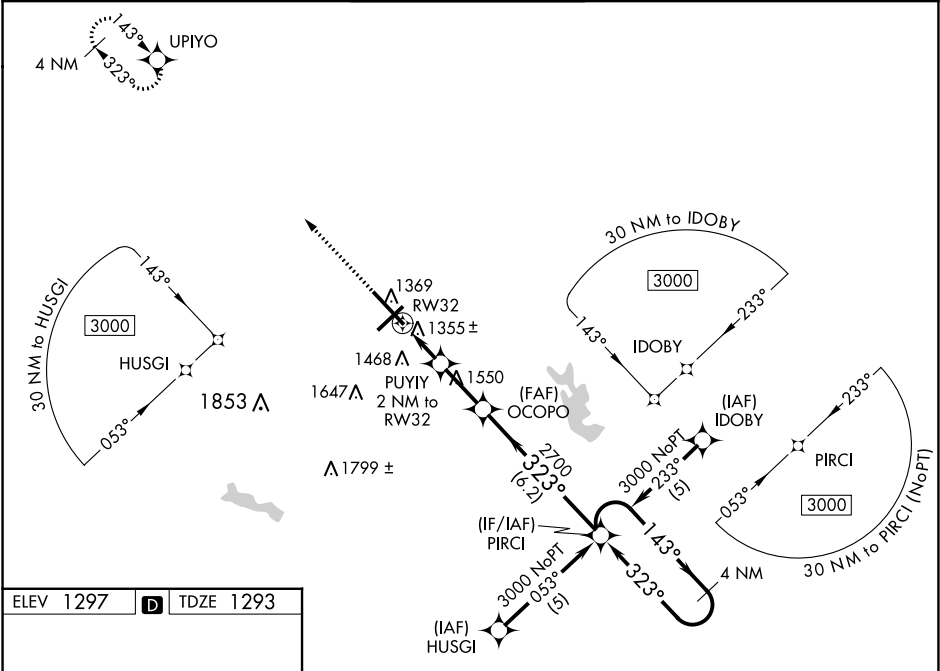 143°
UPIYO
4 NM
323°
30 NM to HUSGI
143°
3000
HUSGI
053°
1853
1369
RW32
1355 ±
1468
1647
PUYIY
2 NM to
RW32
1550
(FAF)
OCOPO
1799 ±
30 NM to IDOBY
3000
143°
233°
IDOBY
(IAF)
IDOBY
2700
323°
(6.2)
3000 NoPT
233°
(5)
233°
PIRCI
053°
3000
30 NM to PIRCI (NoPT)
(IF/IAF)
PIRCI
143°
323°
4 NM
3000 NoPT
053°
(5)
(IAF)
HUSGI
ELEV 1297 D TDZE 1293